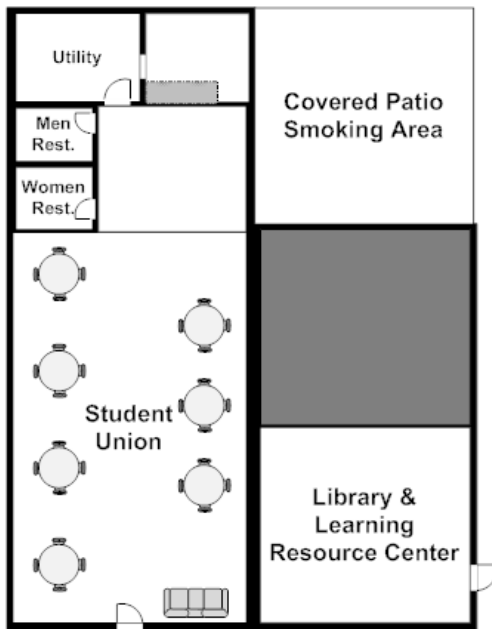 Utility
Men
Rest.
Women
Rest.
Covered Patio
Smoking Area
Student
Union
Library &
Learning
Resource Center